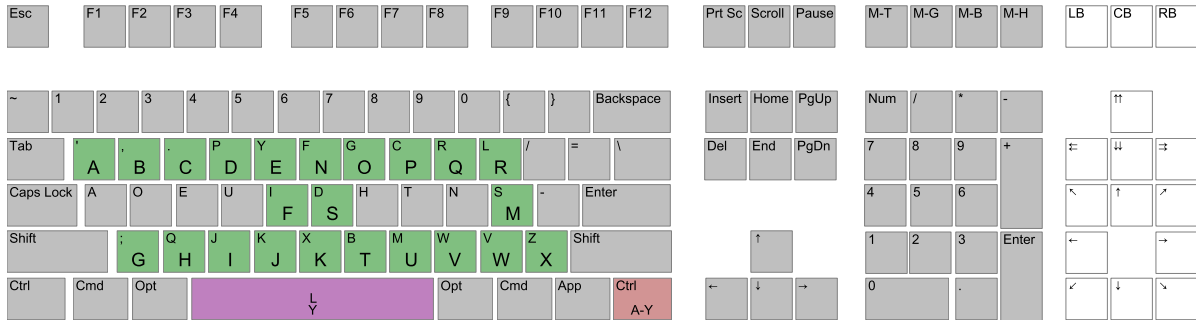 Esc F1 F2 F3 F4 F5 F6 F7 F8 F9 F10 F11 F12 Prt Sc Scroll Pause M-T M-G M-B M-H LB CB RB
~ 1 2 3 4 5 6 7 8 9 0 { } Backspace Insert Home PgUp Num / * - ⇈
Tab ' , . P Y F G C R L / = \ Del End PgDn 7 8 9 + ⇇ ⇊ ⇉
A B C D E N O P Q R
Caps Lock A O E U I D H T N S - Enter 4 5 6 ↖ ↑ ↗
F S M
Shift ; Q J K X B M W V Z Shift ↑ 1 2 3 Enter ← →
G H I J K T U V W X
Ctrl Cmd Opt Opt Cmd App Ctrl ← ↓ → 0 . ↙ ↓ ↘
L
Y A-Y